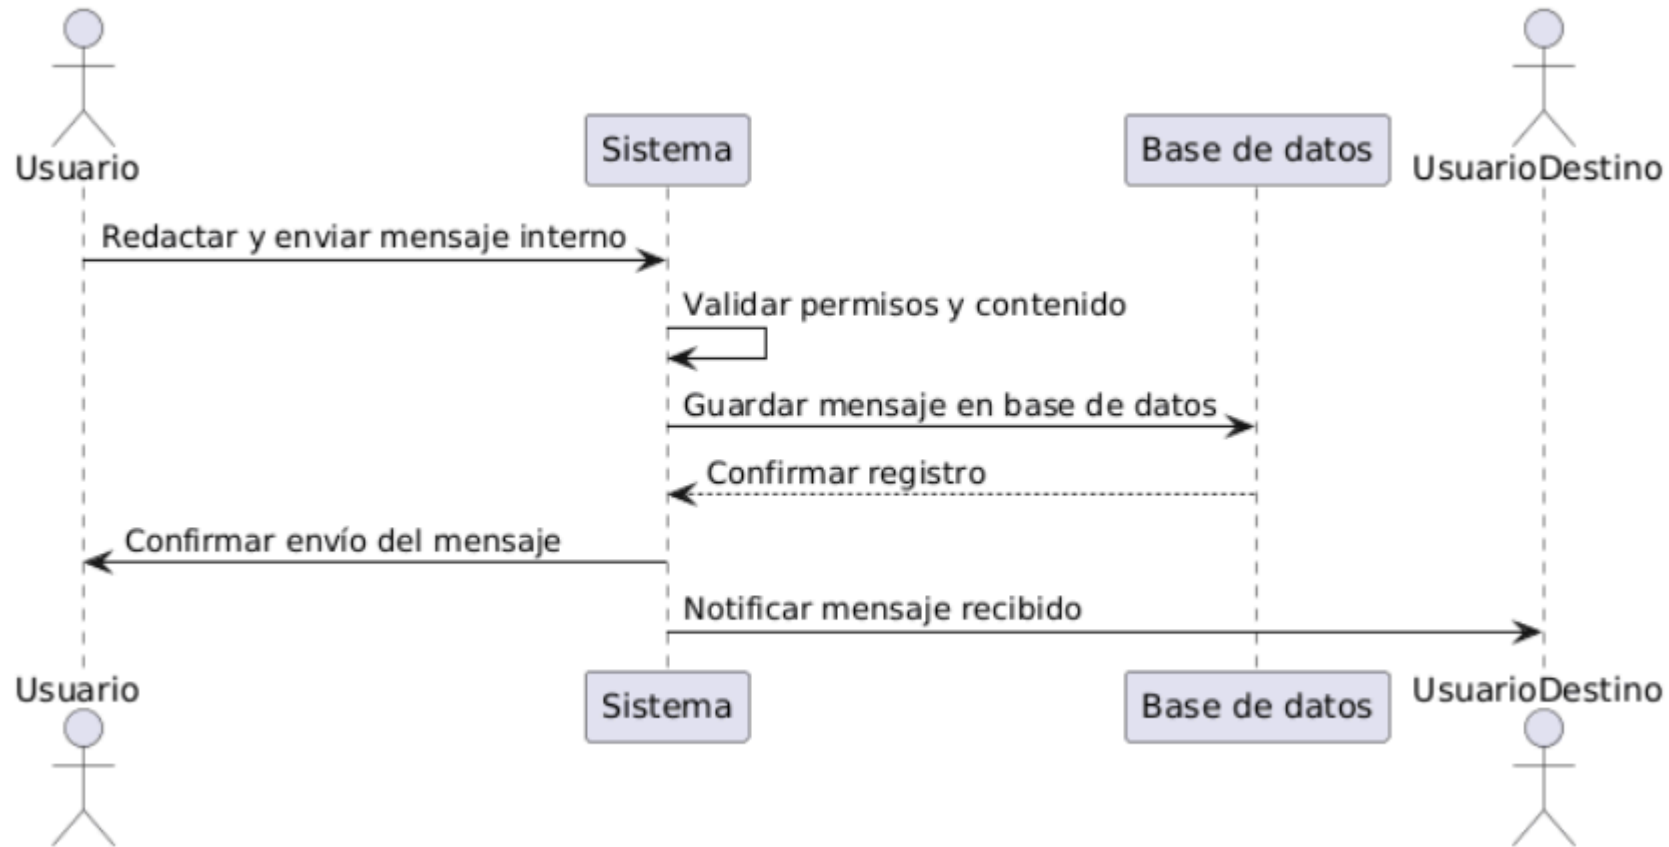 Usuario
Sistema
Base de datos
UsuarioDestino
Redactar y enviar mensaje interno
Validar permisos y contenido
Guardar mensaje en base de datos
Confirmar registro
Confirmar envío del mensaje
Notificar mensaje recibido
Usuario
Sistema
Base de datos
UsuarioDestino